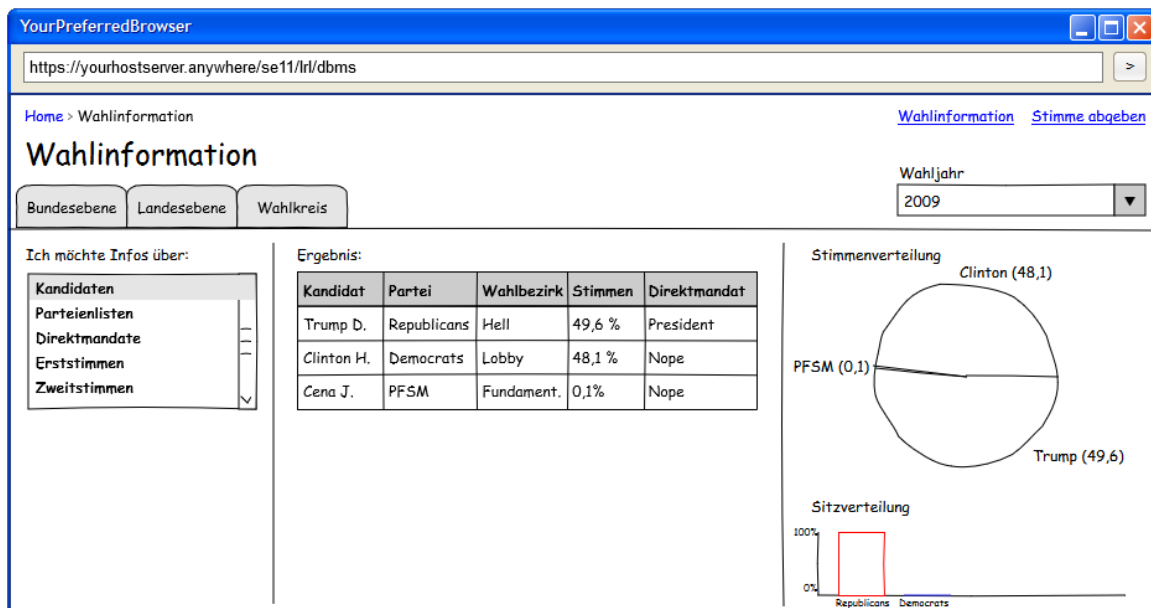 YourPreferredBrowser
https://yourhostserver.anywhere/se11/lrl/dbms
>
Home > Wahlinformation
Wahlinformation Stimme abgeben
Wahlinformation
Wahljahr
2009
Bundesebene Landesebene Wahlkreis
Ich möchte Infos über:
Kandidaten
Parteienlisten
Direktmandate
Erststimmen
Zweitstimmen
Ergebnis:
Kandidat Partei Wahlbezirk Stimmen Direktmandat
Trump D. Republicans Hell 49,6 % President
Clinton H. Democrats Lobby 48,1 % Nope
Cena J. PFSM Fundament. 0,1% Nope
Stimmenverteilung
Clinton (48,1)
PFSM (0,1)
Trump (49,6)
Sitzverteilung
100%
0%
Republicans Democrats